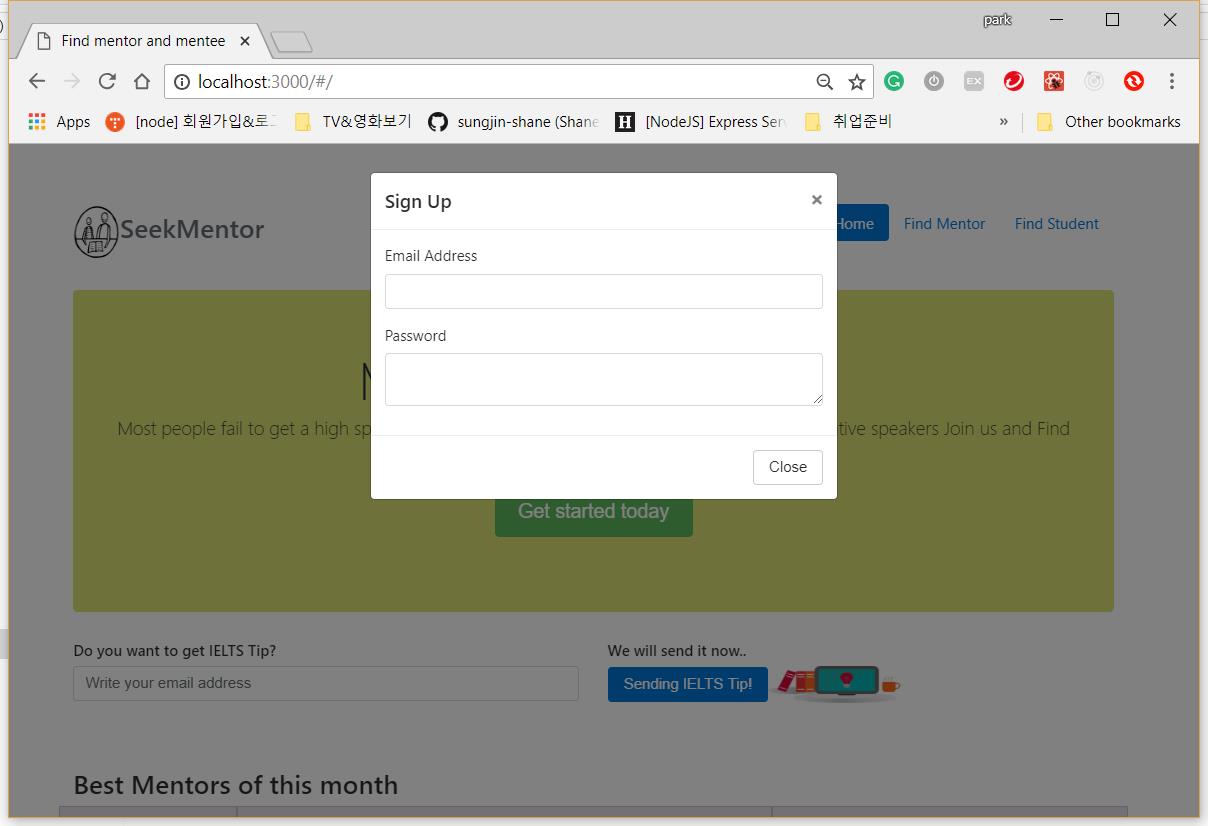 park
Find mentor and mentee
localhost:3000/#/
EX
Apps
[node] 회원가입&로
TV&영화보기
sungjin-shane (Shane
H
[NodeJS] Express Ser
취업준비
» Other bookmarks
Sign Up ×
SeekMentor
Home Find Mentor Find Student
Email Address
Password
Most people fail to get a high sp
tive speakers Join us and Find
Close
Get started today
Do you want to get IELTS Tip? We will send it now..
Write your email address Sending IELTS Tip!
Best Mentors of this month